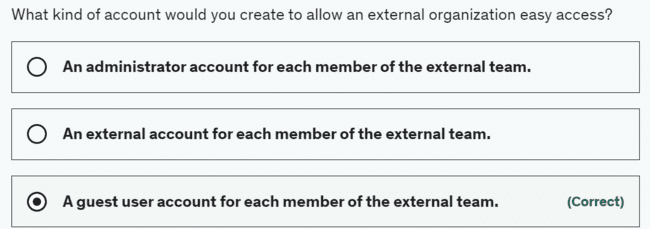 What kind of account would you create to allow an external organization easy access?
An administrator account for each member of the external team.
An external account for each member of the external team.
A guest user account for each member of the external team. (Correct)